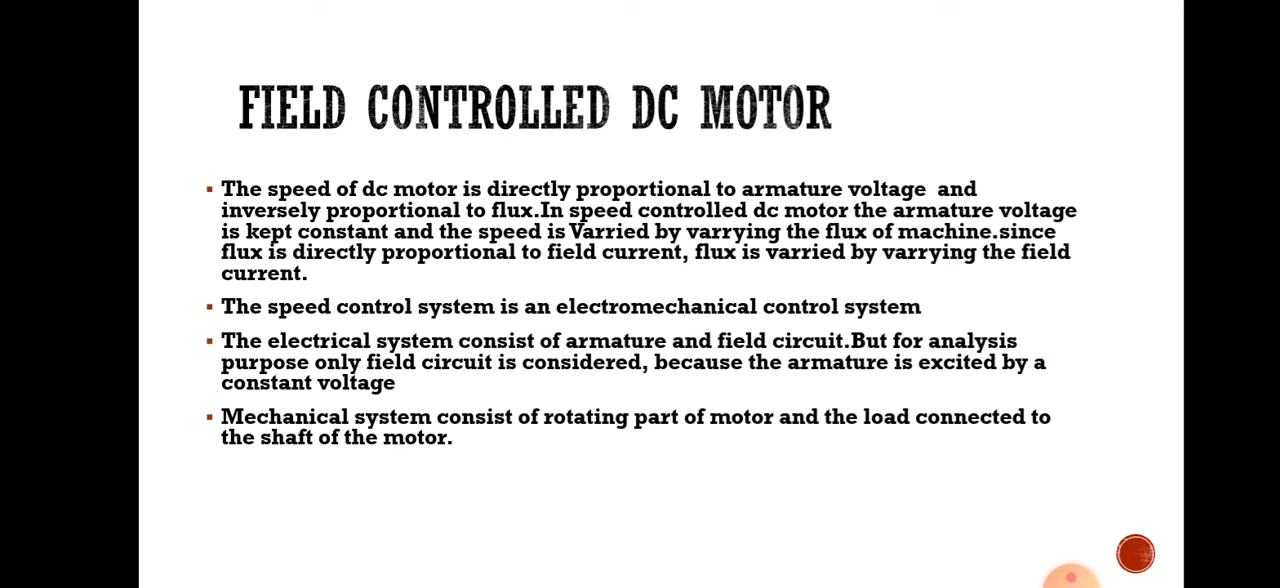 FIELD CONTROLLED DC MOTOR
▪ The speed of dc motor is directly proportional to armature voltage and
inversely proportional to flux.In speed controlled dc motor the armature voltage
is kept constant and the speed is Varried by varrying the flux of machine.since
flux is directly proportional to field current, flux is varried by varrying the field
current.
▪ The speed control system is an electromechanical control system
▪ The electrical system consist of armature and field circuit.But for analysis
purpose only field circuit is considered, because the armature is excited by a
constant voltage
▪ Mechanical system consist of rotating part of motor and the load connected to
the shaft of the motor.